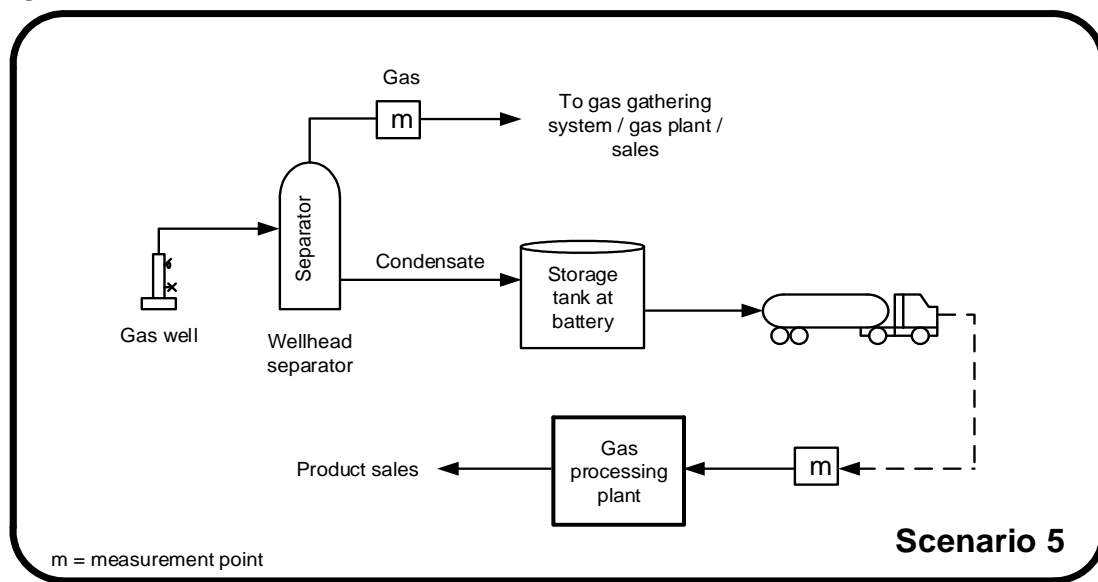 Gas
m
To gas gathering
system / gas plant /
sales
Separator
Condensate
Storage
tank at
battery
Gas well
Wellhead
separator
Product sales
Gas
processing
plant
m
Scenario 5
m = measurement point